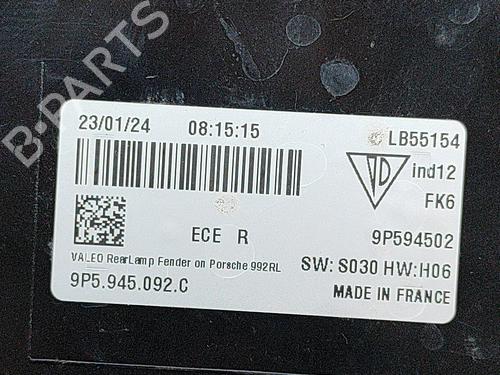 B-PARTS
23/01/24 08:15:15
LB55154
ind12
FK6
ECE R
9P594502
VALEO RearLamp Fender on Porsche 992RL
SW: S030 HW:H06
9P5.945.092.C
MADE IN FRANCE